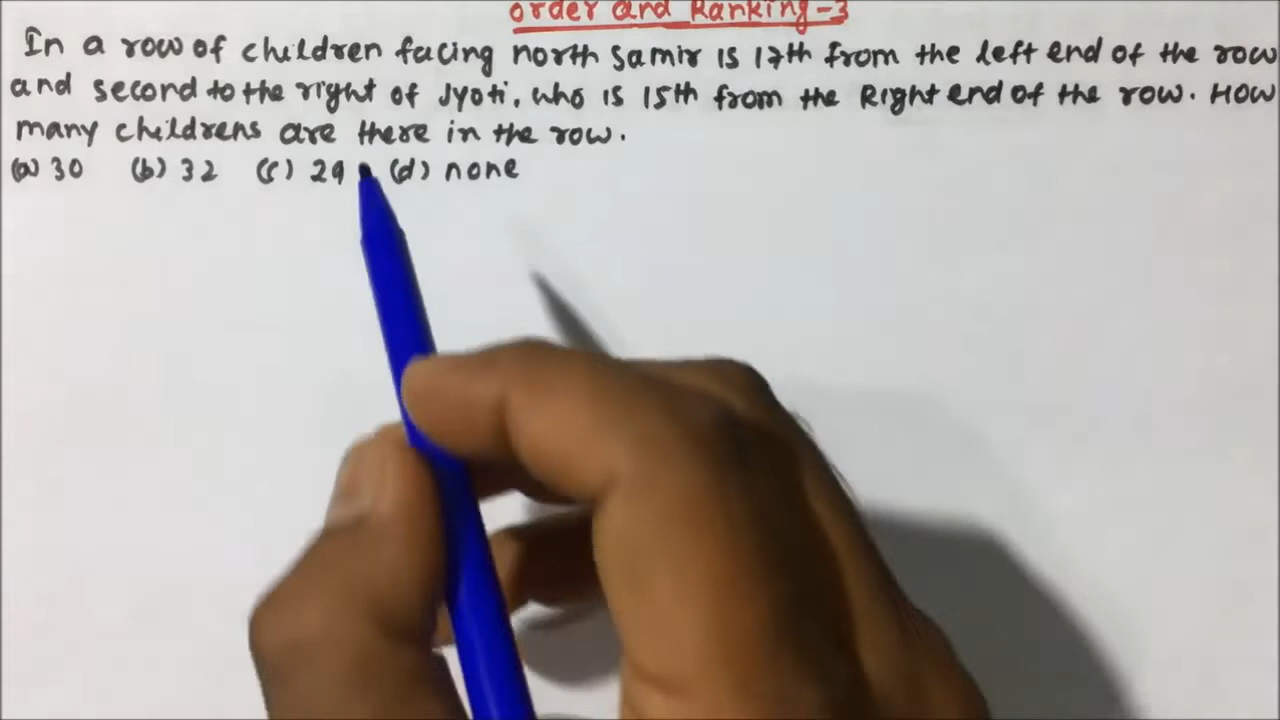 order and Ranking-3
In a row of children facing north Samir is 17th from the left end of the row
and second to the right of Jyoti, who is 15th from the Right end of the row. How
many childrens are there in the row.
(a) 30 (b) 32 (c) 29 (d) none